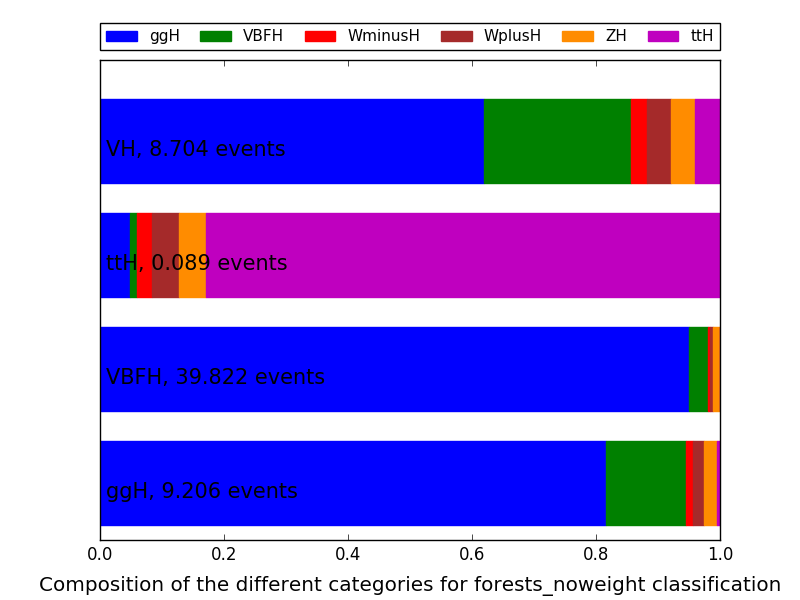 ggH VBFH WminusH WplusH ZH ttH
VH, 8.704 events
ttH, 0.089 events
VBFH, 39.822 events
ggH, 9.206 events
0.0 0.2 0.4 0.6 0.8 1.0
Composition of the different categories for forests_noweight classification